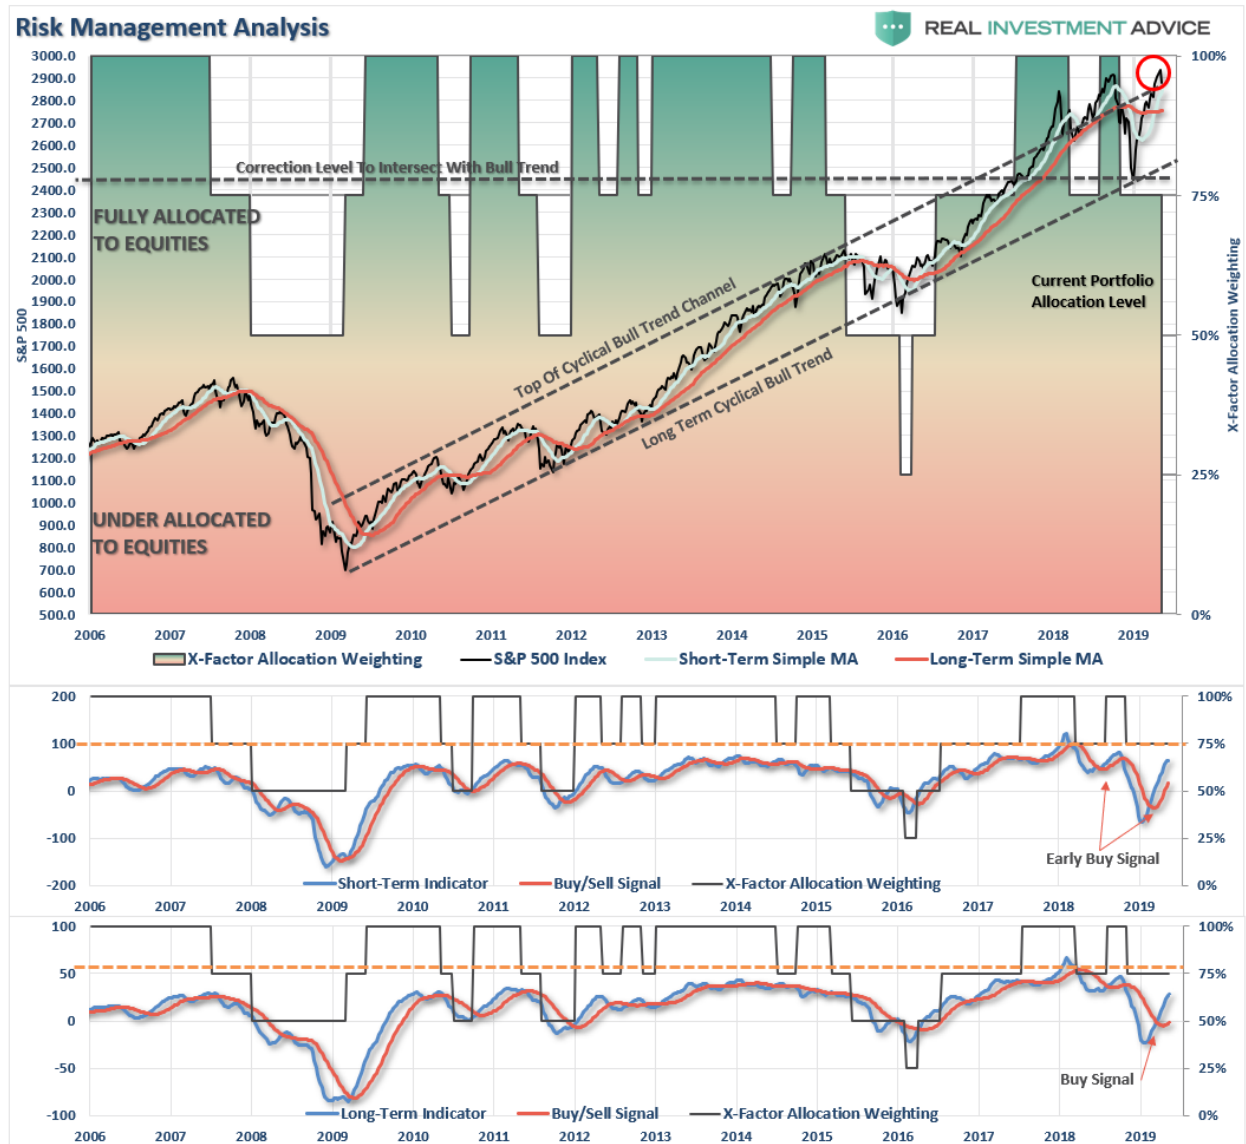 Risk Management Analysis
REAL INVESTMENT ADVICE
3000.0
2900.0
2800.0
2700.0
2600.0
2500.0
2400.0
2300.0
2200.0
2100.0
2000.0
1900.0
1800.0
1700.0
1600.0
1500.0
1400.0
1300.0
1200.0
1100.0
1000.0
900.0
800.0
700.0
600.0
500.0
S&P 500
100%
75%
50%
25%
0%
X-Factor Allocation Weighting
Correction Level To Intersect With Bull Trend
FULLY ALLOCATED
TO EQUITIES
Current Portfolio
Allocation Level
Top Of Cyclical Bull Trend Channel
Long Term Cyclical Bull Trend
UNDER ALLOCATED
TO EQUITIES
2006 2007 2008 2009 2010 2011 2012 2013 2014 2015 2016 2017 2018 2019
X-Factor Allocation Weighting S&P 500 Index Short-Term Simple MA Long-Term Simple MA
200
100
0
-100
-200
100%
75%
50%
25%
0%
Early Buy Signal
Short-Term Indicator Buy/Sell Signal X-Factor Allocation Weighting
2006 2007 2008 2009 2010 2011 2012 2013 2014 2015 2016 2017 2018 2019
100
50
0
-50
-100
100%
75%
50%
25%
0%
Buy Signal
Long-Term Indicator Buy/Sell Signal X-Factor Allocation Weighting
2006 2007 2008 2009 2010 2011 2012 2013 2014 2015 2016 2017 2018 2019